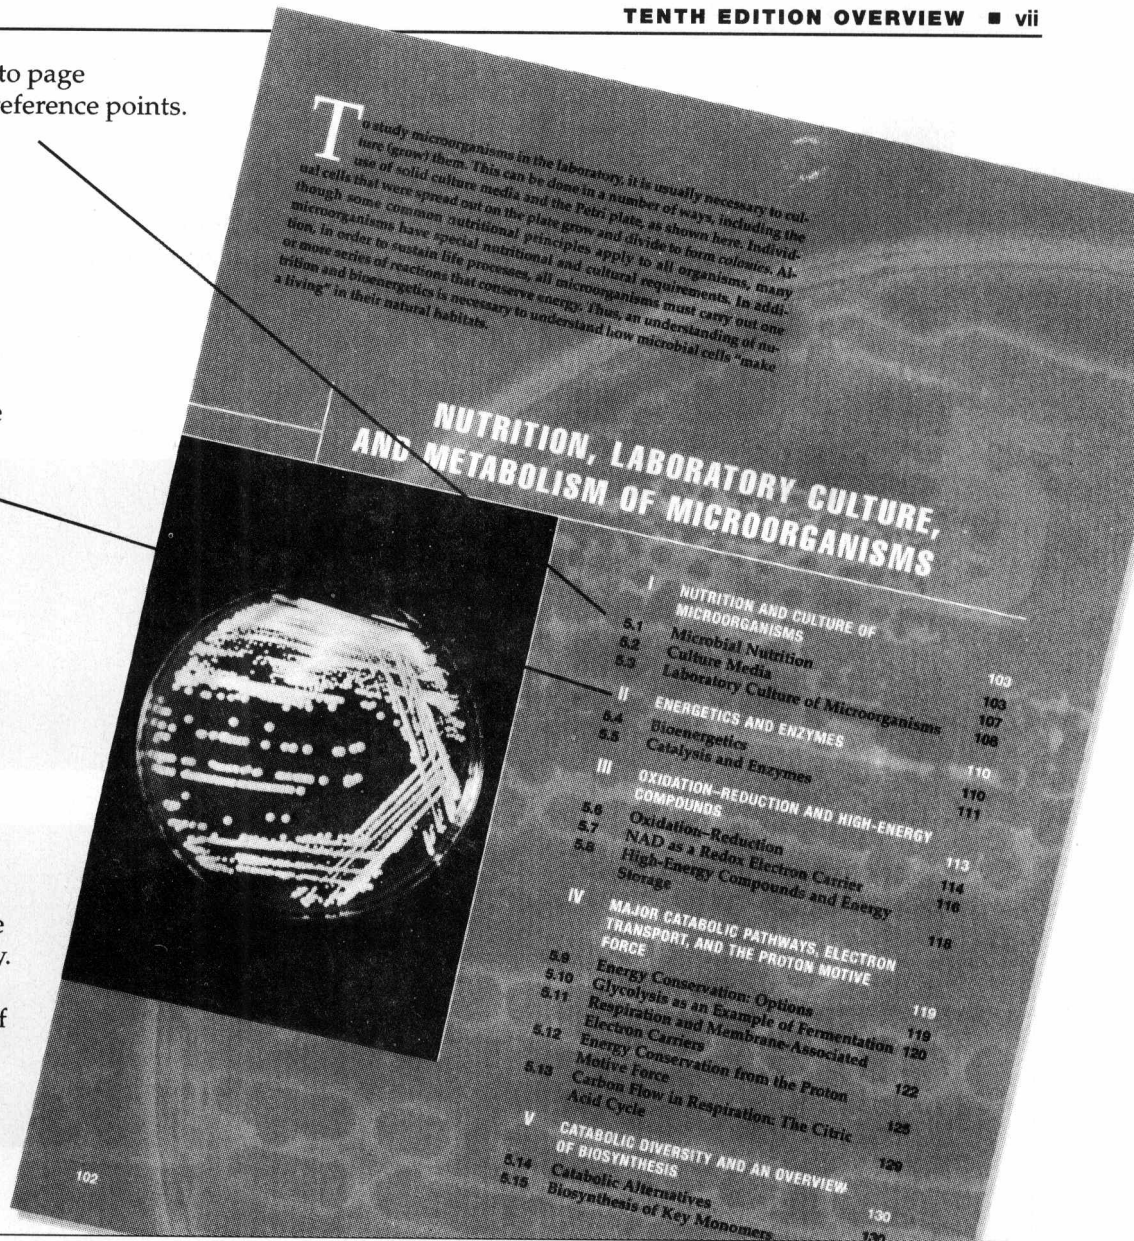 TENTH EDITION OVERVIEW ■ vii
to page
reference points.
To study microorganisms in the laboratory, it is usually necessary to cul-
ture (grow) them. This can be done in a number of ways, including the
use of solid culture media and the Petri plate, as shown here. Individ-
ual cells that were spread out on the plate grow and divide to form colonies. Al-
though some common nutritional principles apply to all organisms, many
microorganisms have special nutritional and cultural requirements. In addi-
tion, in order to sustain life processes, all microorganisms must carry out one
or more series of reactions that conserve energy. Thus, an understanding of nu-
trition and bioenergetics is necessary to understand how microbial cells "make
a living" in their natural habitats.
NUTRITION, LABORATORY CULTURE,
AND METABOLISM OF MICROORGANISMS
I NUTRITION AND CULTURE OF
MICROORGANISMS 103
5.1 Microbial Nutrition 103
5.2 Culture Media 107
5.3 Laboratory Culture of Microorganisms 108
II ENERGETICS AND ENZYMES 110
5.4 Bioenergetics 110
5.5 Catalysis and Enzymes 111
III OXIDATION–REDUCTION AND HIGH-ENERGY
COMPOUNDS 113
5.6 Oxidation–Reduction 114
5.7 NAD as a Redox Electron Carrier 116
5.8 High-Energy Compounds and Energy
Storage 118
IV MAJOR CATABOLIC PATHWAYS, ELECTRON
TRANSPORT, AND THE PROTON MOTIVE
FORCE 119
5.9 Energy Conservation: Options 119
5.10 Glycolysis as an Example of Fermentation 120
5.11 Respiration and Membrane-Associated
Electron Carriers 122
5.12 Energy Conservation from the Proton
Motive Force 125
5.13 Carbon Flow in Respiration: The Citric
Acid Cycle 129
V CATABOLIC DIVERSITY AND AN OVERVIEW
OF BIOSYNTHESIS 130
5.14 Catabolic Alternatives 130
5.15 Biosynthesis of Key Monomers
102